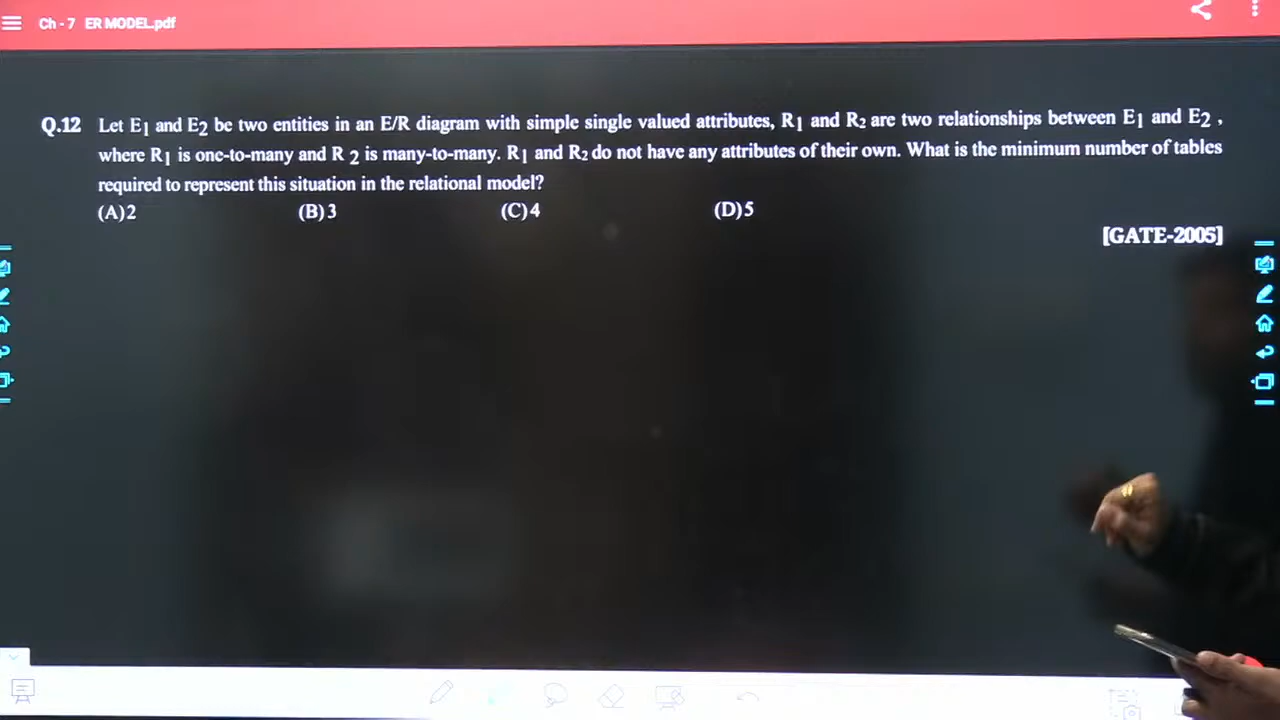 Ch - 7 ER MODEL.pdf
Q.12 Let E1 and E2 be two entities in an E/R diagram with simple single valued attributes, R1 and R2 are two relationships between E1 and E2 ,
where R1 is one-to-many and R 2 is many-to-many. R1 and R2 do not have any attributes of their own. What is the minimum number of tables
required to represent this situation in the relational model?
(A) 2 (B) 3 (C) 4 (D) 5
[GATE-2005]